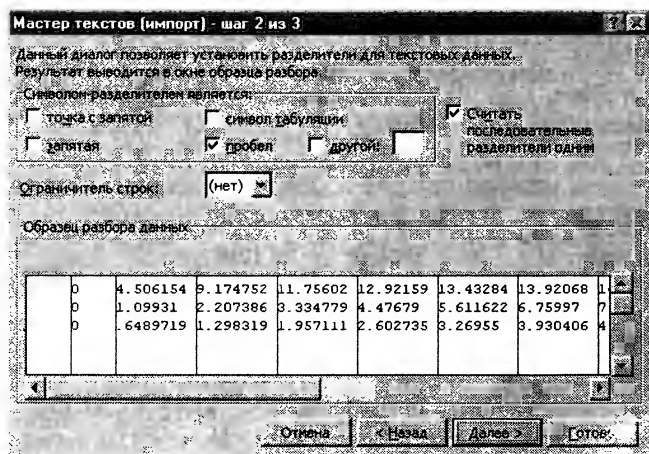 Мастер текстов (импорт) - шаг 2 из 3
Данный диалог позволяет установить разделители для текстовых данных.
Результат выводится в окне образца разбора.
Символом-разделителем является:
точка с запятой
символ табуляции
запятая
пробел
другой:
Считать
последовательные
разделители одним
Ограничитель строк:
(нет)
Образец разбора данных
0 4.506154 9.174752 11.75602 12.92159 13.43284 13.92068
0 1.09931 2.207386 3.334779 4.47679 5.611622 6.75997 7
0 .6489719 1.298319 1.957111 2.602735 3.26955 3.930406 4
Отмена
< Назад
Далее >
Готово